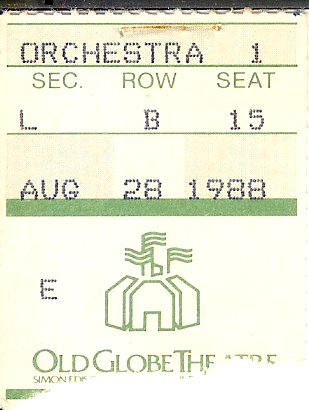 ORCHESTRA 1
SEC. ROW SEAT
L B 15
AUG 28 1988
E
OLD GLOBE THEATRE